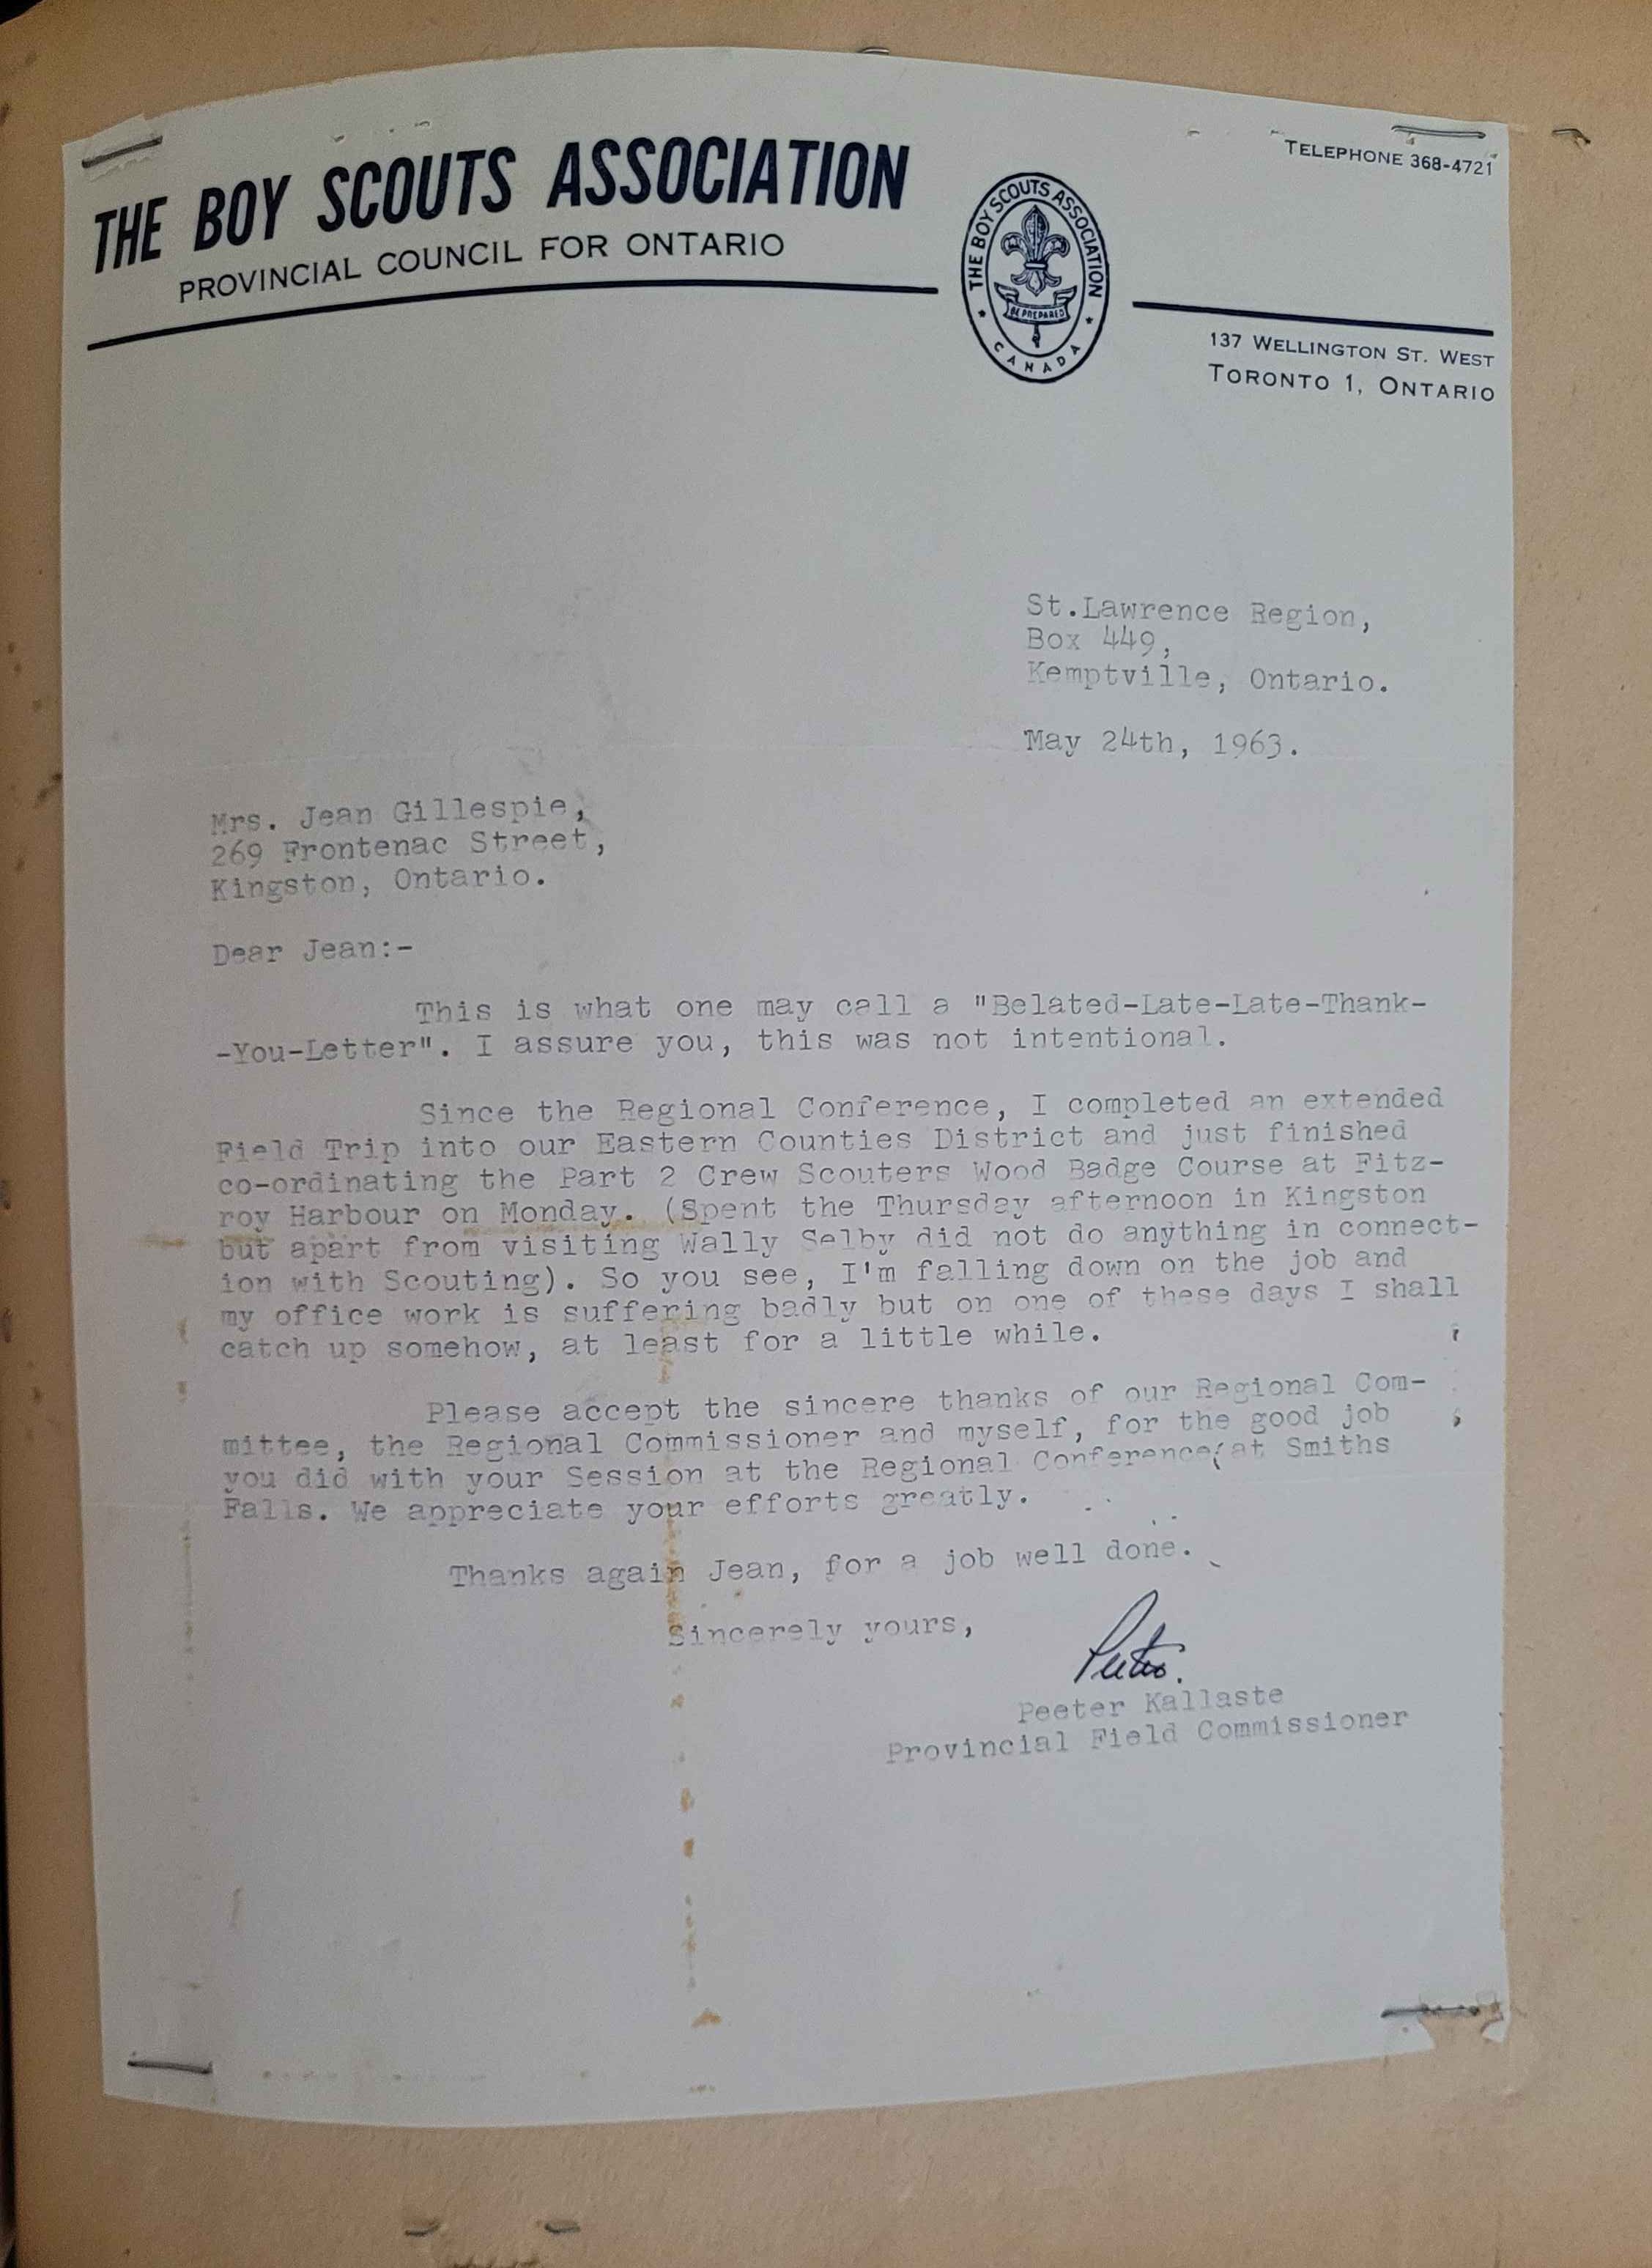 THE BOY SCOUTS ASSOCIATION
PROVINCIAL COUNCIL FOR ONTARIO
THE BOY SCOUTS ASSOCIATION
BE PREPARED
CANADA
TELEPHONE 368-4721
137 WELLINGTON ST. WEST
TORONTO 1, ONTARIO
St.Lawrence Region,
Box 449,
Kemptville, Ontario.
May 24th, 1963.
Mrs. Jean Gillespie,
269 Frontenac Street,
Kingston, Ontario.
Dear Jean:-
This is what one may call a "Belated-Late-Late-Thank-
-You-Letter". I assure you, this was not intentional.
Since the Regional Conference, I completed an extended
Field Trip into our Eastern Counties District and just finished
co-ordinating the Part 2 Crew Scouters Wood Badge Course at Fitz-
roy Harbour on Monday. (Spent the Thursday afternoon in Kingston
but apart from visiting Wally Selby did not do anything in connect-
ion with Scouting). So you see, I'm falling down on the job and
my office work is suffering badly but on one of these days I shall
catch up somehow, at least for a little while.
Please accept the sincere thanks of our Regional Com-
mittee, the Regional Commissioner and myself, for the good job
you did with your Session at the Regional Conference(at Smiths
Falls. We appreciate your efforts greatly.
Thanks again Jean, for a job well done.
Sincerely yours,
Peeter.
Peeter Kallaste
Provincial Field Commissioner